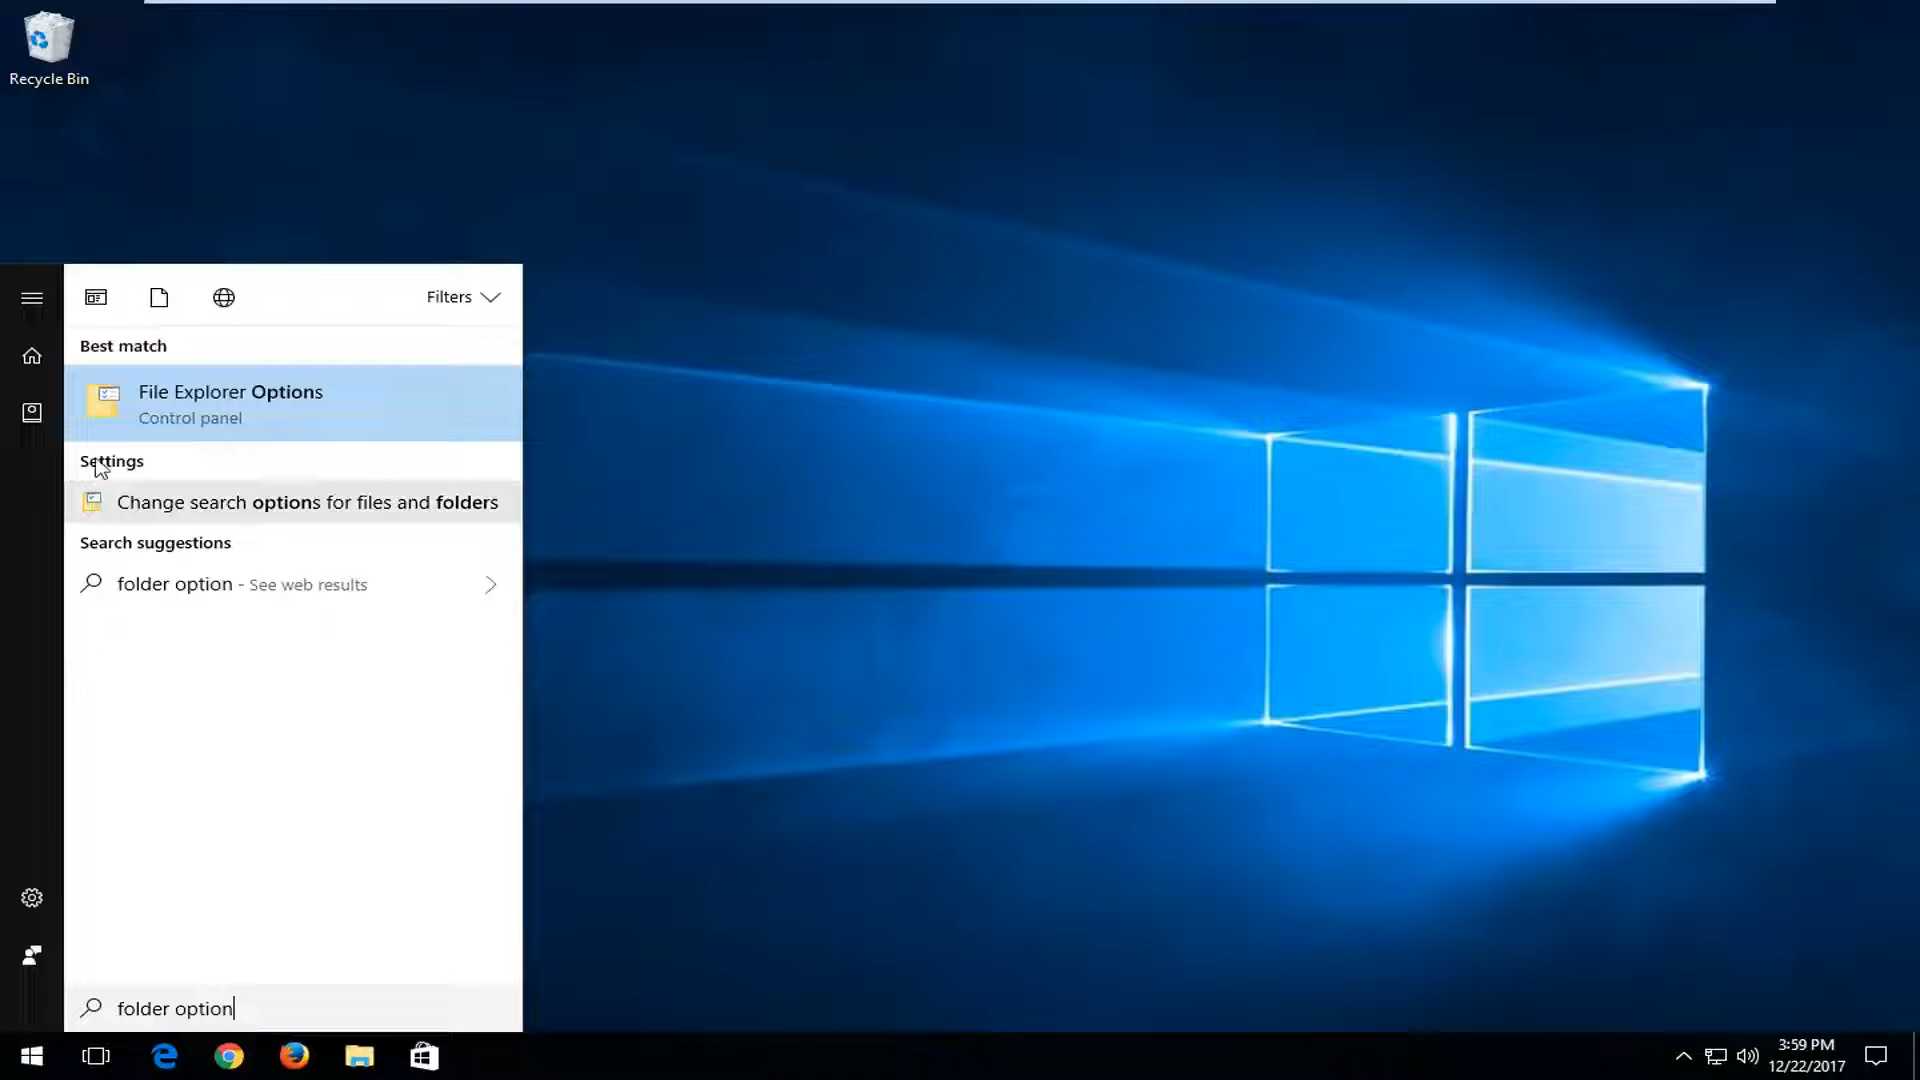 Recycle Bin
Filters
Best match
File Explorer Options
Control panel
Settings
Change search options for files and folders
Search suggestions
folder option - See web results
folder option
3:59 PM
12/22/2017